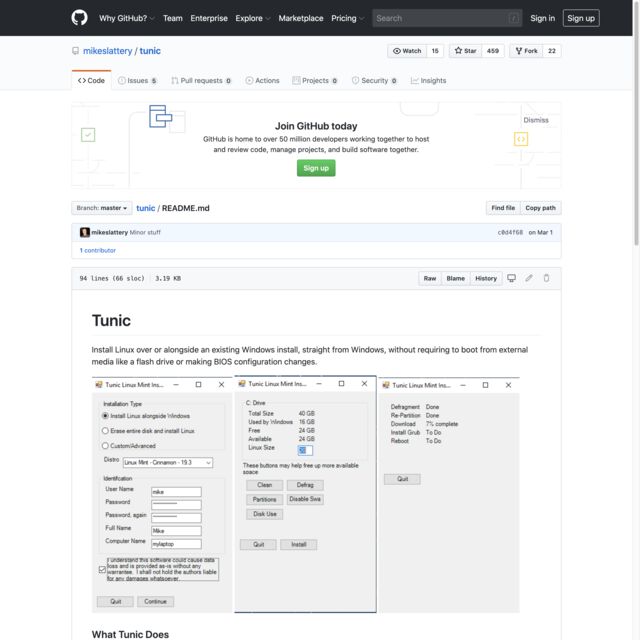 Why GitHub? Team Enterprise Explore Marketplace Pricing Search / Sign in Sign up
mikeslattery / tunic Watch 15 Star 459 Fork 22
Code Issues 5 Pull requests 0 Actions Projects 0 Security 0 Insights
Dismiss
Join GitHub today
GitHub is home to over 50 million developers working together to host
and review code, manage projects, and build software together.
Sign up
Branch: master tunic / README.md Find file Copy path
mikeslattery Minor stuff c0d4f68 on Mar 1
1 contributor
94 lines (66 sloc) 3.19 KB Raw Blame History
Tunic
Install Linux over or alongside an existing Windows install, straight from Windows, without requiring to boot from external
media like a flash drive or making BIOS configuration changes.
Tunic Linux Mint Ins...
Installation Type
Install Linux alongside Windows
Erase entire disk and install Linux
Custom/Advanced
Distro Linux Mint - Cinnamon - 19.3
Identification
User Name mike
Password
Password, again
Full Name Mike
Computer Name mylaptop
I understand this software could cause data
loss and is provided as-is without any
warrantee. I shall not hold the authors liable
for any damages whatsoever.
Quit Continue
Tunic Linux Mint Ins...
C: Drive
Total Size 40 GB
Used by Windows 16 GB
Free 24 GB
Available 24 GB
Linux Size 20
These buttons may help free up more available
space
Clean Defrag
Partitions Disable Swa
Disk Use
Quit Install
Tunic Linux Mint Ins...
Defragment Done
Re-Partition Done
Download 7% complete
Install Grub To Do
Reboot To Do
Quit
What Tunic Does